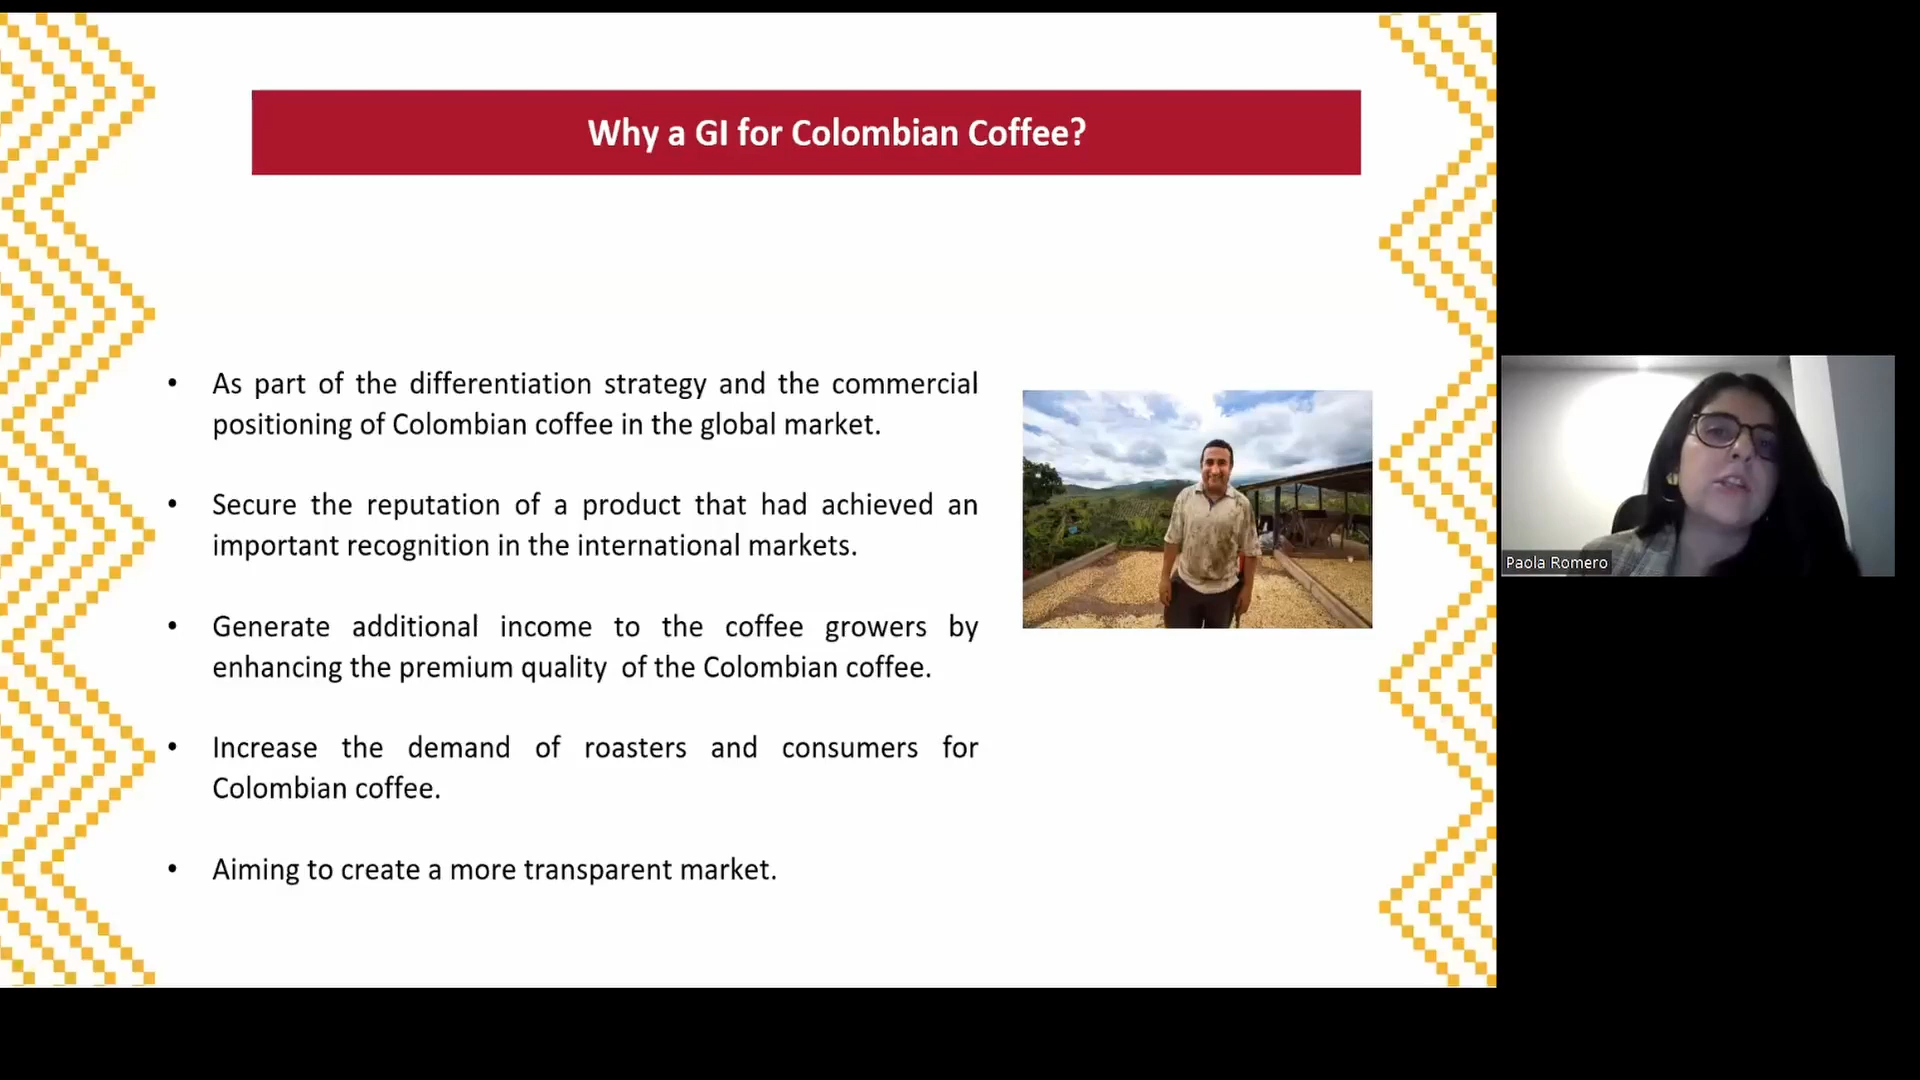 Why a GI for Colombian Coffee?
• As part of the differentiation strategy and the commercial
positioning of Colombian coffee in the global market.
• Secure the reputation of a product that had achieved an
important recognition in the international markets.
• Generate additional income to the coffee growers by
enhancing the premium quality  of the Colombian coffee.
• Increase the demand of roasters and consumers for
Colombian coffee.
• Aiming to create a more transparent market.
Paola Romero